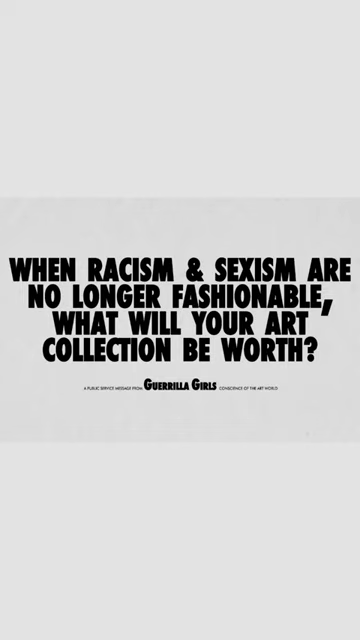 WHEN RACISM & SEXISM ARE
NO LONGER FASHIONABLE,
WHAT WILL YOUR ART
COLLECTION BE WORTH?
A PUBLIC SERVICE MESSAGE FROM GUERRILLA GIRLS CONSCIENCE OF THE ART WORLD